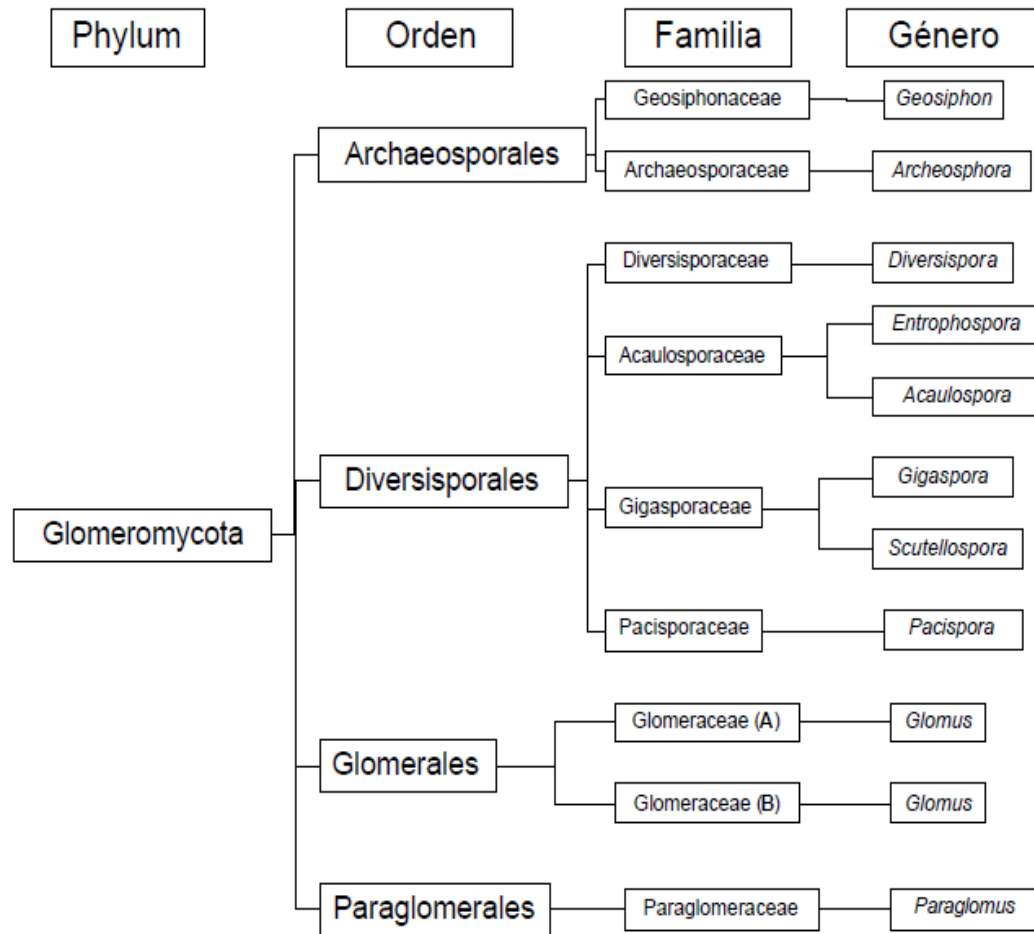 Phylum
Orden
Familia
Género
Geosiphonaceae
Geosiphon
Archaeosporales
Archaeosporaceae
Archeosphora
Diversisporaceae
Diversispora
Entrophospora
Acaulosporaceae
Acaulospora
Gigaspora
Diversisporales
Gigasporaceae
Glomeromycota
Scutellospora
Pacisporaceae
Pacispora
Glomeraceae (A)
Glomus
Glomerales
Glomeraceae (B)
Glomus
Paraglomerales
Paraglomeraceae
Paraglomus